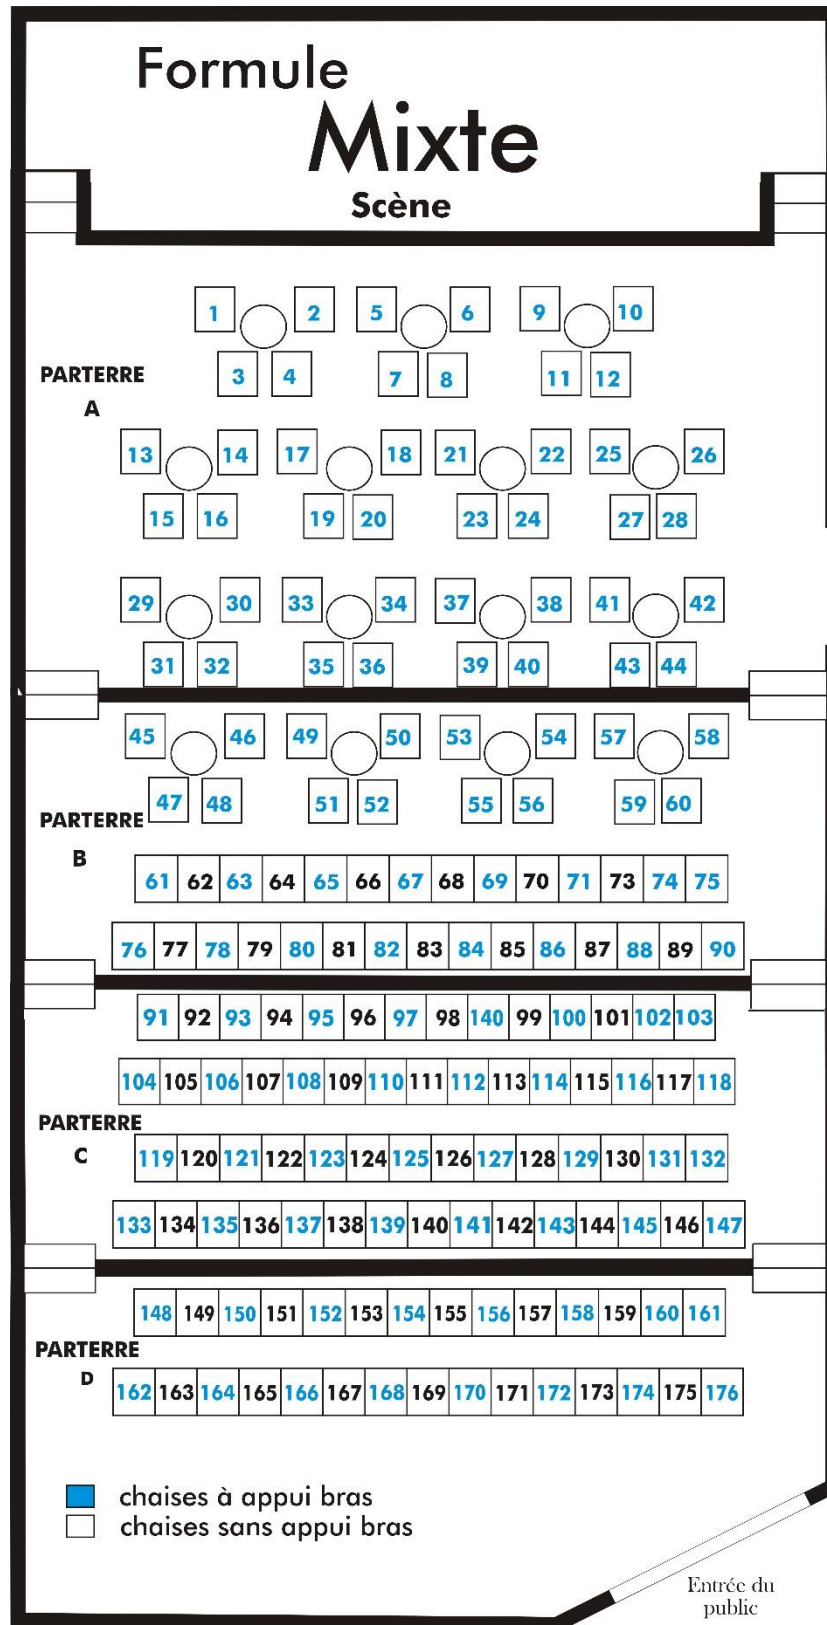 Formule
Mixte
Scène
1 2 5 6 9 10
3 4 7 8 11 12
PARTERRE
A
13 14 17 18 21 22 25 26
15 16 19 20 23 24 27 28
29 30 33 34 37 38 41 42
31 32 35 36 39 40 43 44
45 46 49 50 53 54 57 58
47 48 51 52 55 56 59 60
PARTERRE
B
61 62 63 64 65 66 67 68 69 70 71 73 74 75
76 77 78 79 80 81 82 83 84 85 86 87 88 89 90
91 92 93 94 95 96 97 98 140 99 100 101 102 103
104 105 106 107 108 109 110 111 112 113 114 115 116 117 118
PARTERRE
C
119 120 121 122 123 124 125 126 127 128 129 130 131 132
133 134 135 136 137 138 139 140 141 142 143 144 145 146 147
148 149 150 151 152 153 154 155 156 157 158 159 160 161
PARTERRE
D
162 163 164 165 166 167 168 169 170 171 172 173 174 175 176
chaises à appui bras
chaises sans appui bras
Entrée du
public